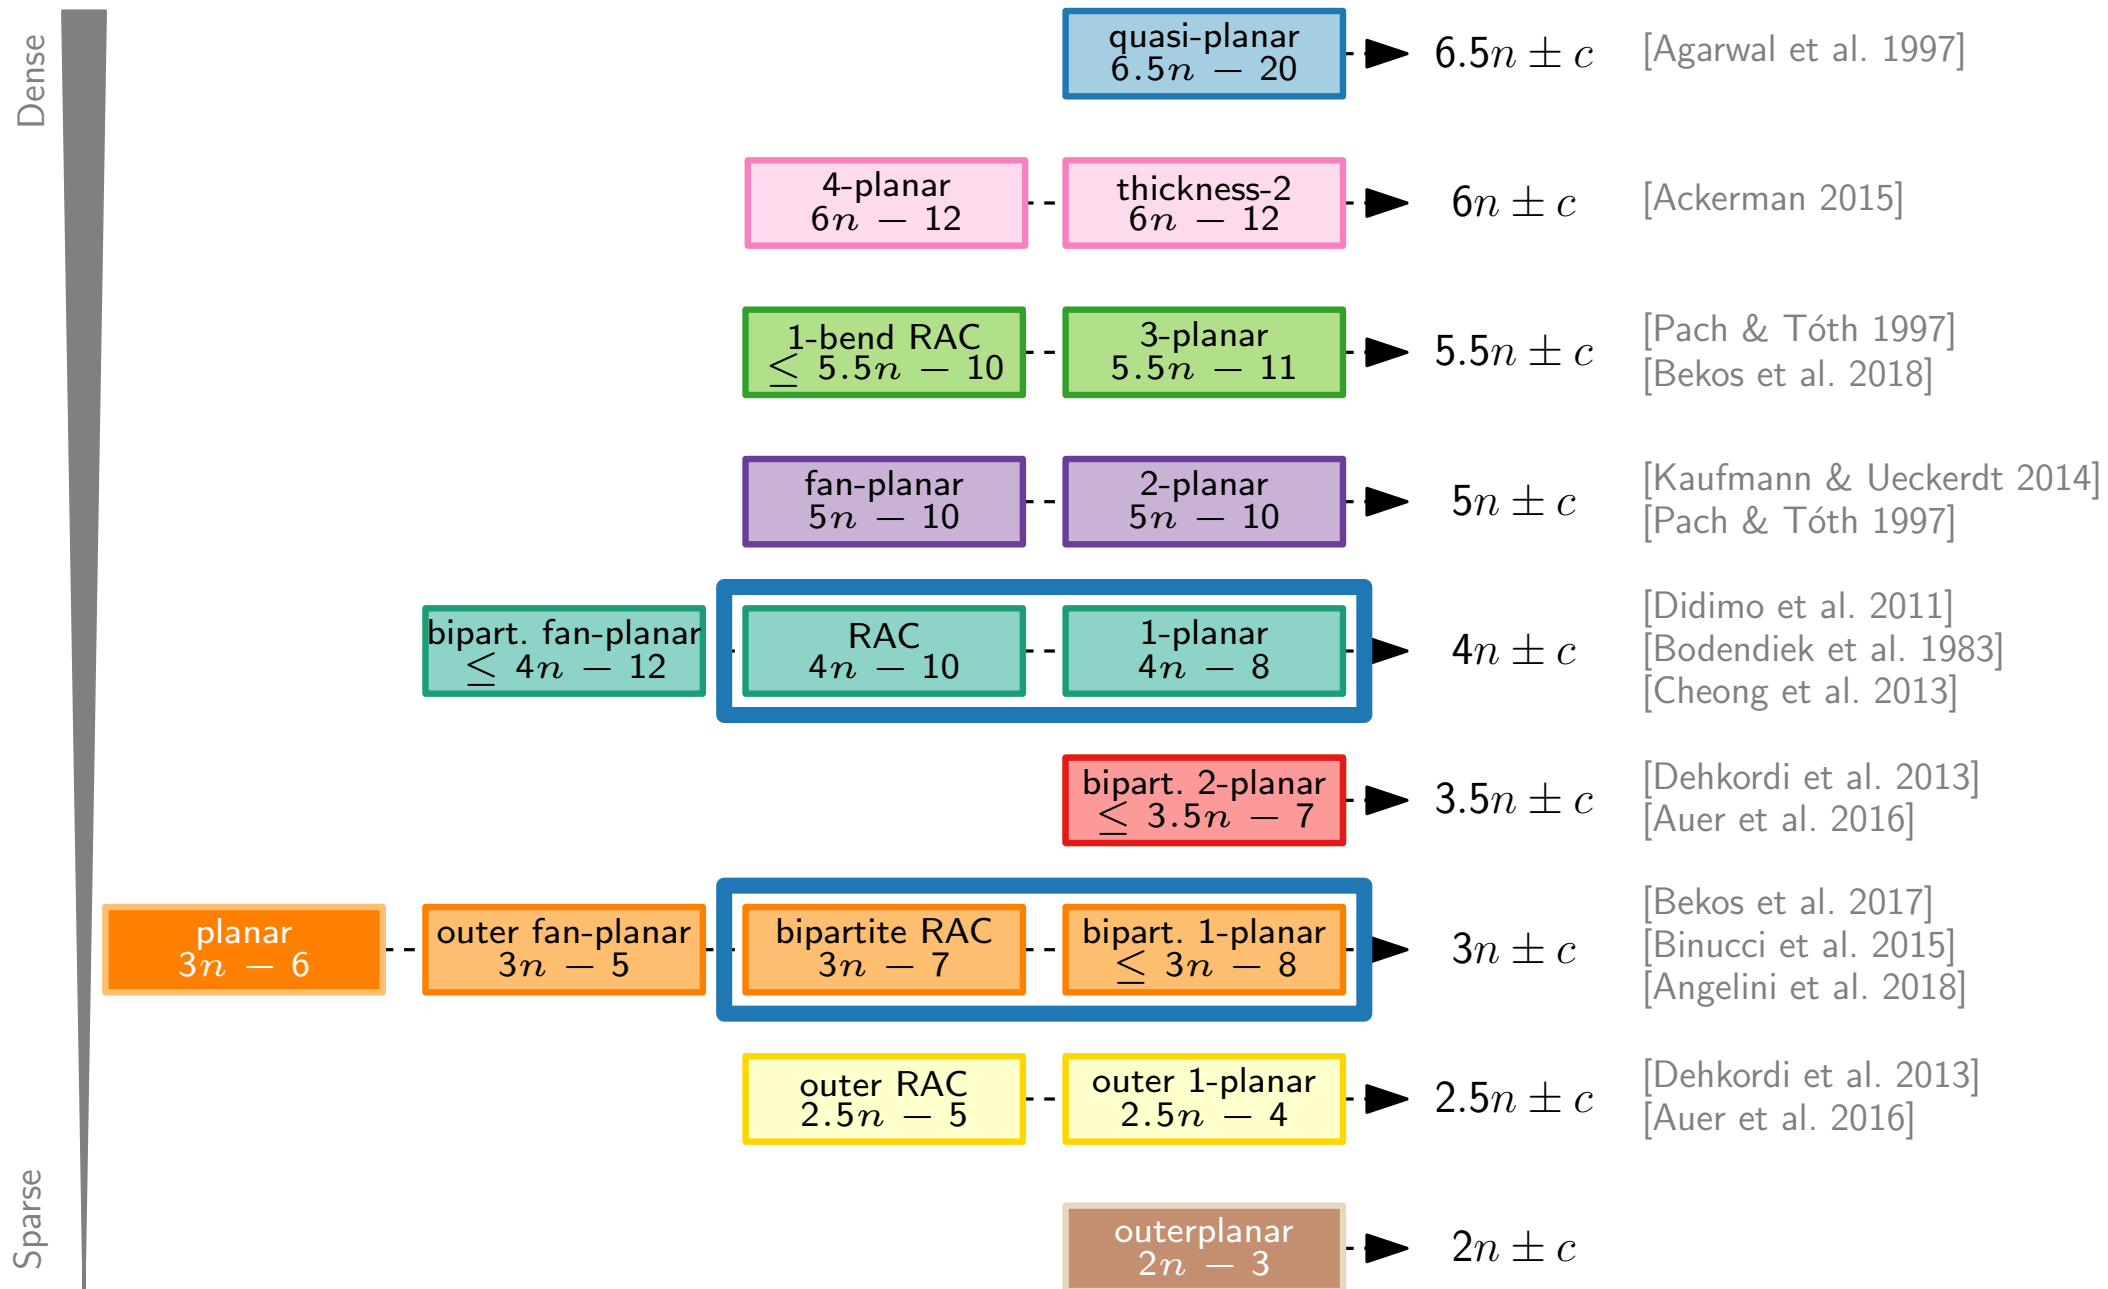 Dense
quasi-planar
6.5n − 20
6.5n ± c
[Agarwal et al. 1997]
4-planar
6n − 12
thickness-2
6n − 12
6n ± c
[Ackerman 2015]
1-bend RAC
≤ 5.5n − 10
3-planar
5.5n − 11
5.5n ± c
[Pach & Tóth 1997]
[Bekos et al. 2018]
fan-planar
5n − 10
2-planar
5n − 10
5n ± c
[Kaufmann & Ueckerdt 2014]
[Pach & Tóth 1997]
bipart. fan-planar
≤ 4n − 12
RAC
4n − 10
1-planar
4n − 8
4n ± c
[Didimo et al. 2011]
[Bodendiek et al. 1983]
[Cheong et al. 2013]
bipart. 2-planar
≤ 3.5n − 7
3.5n ± c
[Dehkordi et al. 2013]
[Auer et al. 2016]
planar
3n − 6
outer fan-planar
3n − 5
bipartite RAC
3n − 7
bipart. 1-planar
≤ 3n − 8
3n ± c
[Bekos et al. 2017]
[Binucci et al. 2015]
[Angelini et al. 2018]
outer RAC
2.5n − 5
outer 1-planar
2.5n − 4
2.5n ± c
[Dehkordi et al. 2013]
[Auer et al. 2016]
Sparse
outerplanar
2n − 3
2n ± c